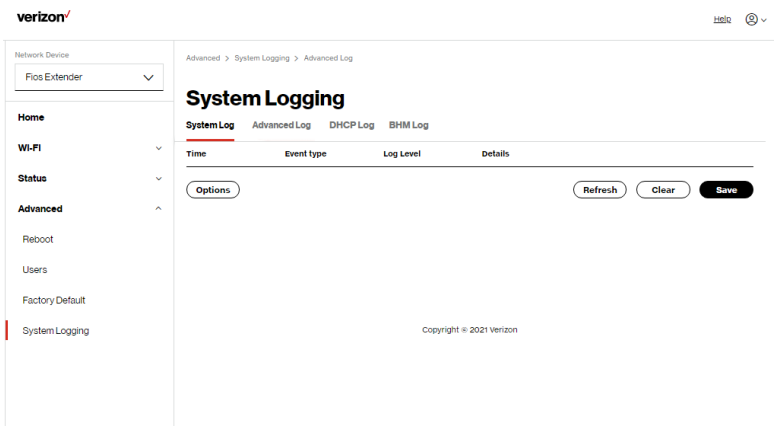 verizon✓
Help
Network Device
Fios Extender
Home
Wi-Fi
Status
Advanced
Reboot
Users
Factory Default
System Logging
Advanced > System Logging > Advanced Log
System Logging
System Log Advanced Log DHCP Log BHM Log
Time Event type Log Level Details
Options Refresh Clear Save
Copyright © 2021 Verizon